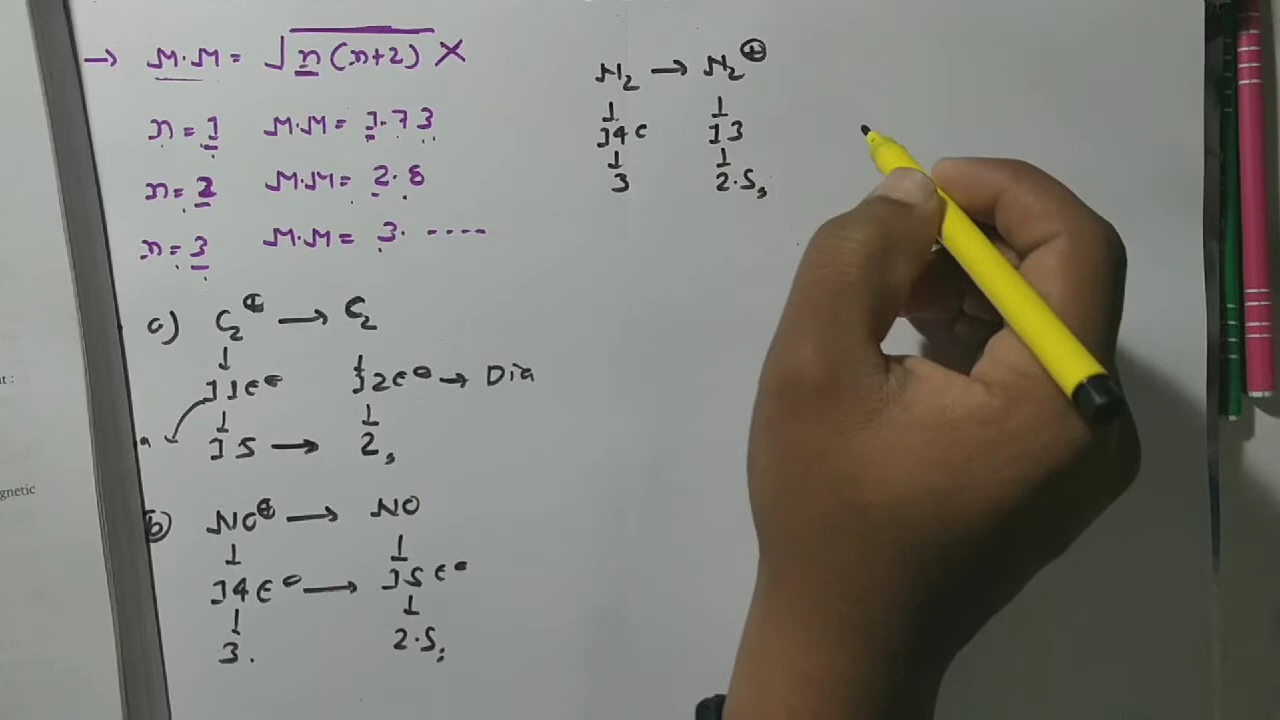 → M.M = √n(n+2) X
n = 1 M.M = 1.73
n = 2 M.M = 2.8
n = 3 M.M = 3. ----
a) C₂⊕ → C₂
↓
11e⊖ 12e⊖ → Dia
↓ ↓
1.5 → 2,
b) NO⊕ → NO
↓ ↓
14e⊖ → 15e⊖
↓ ↓
3. 2.5,
N₂ → N₂⊕
↓ ↓
14e 13
↓ ↓
3 2.5,
t :
gnetic